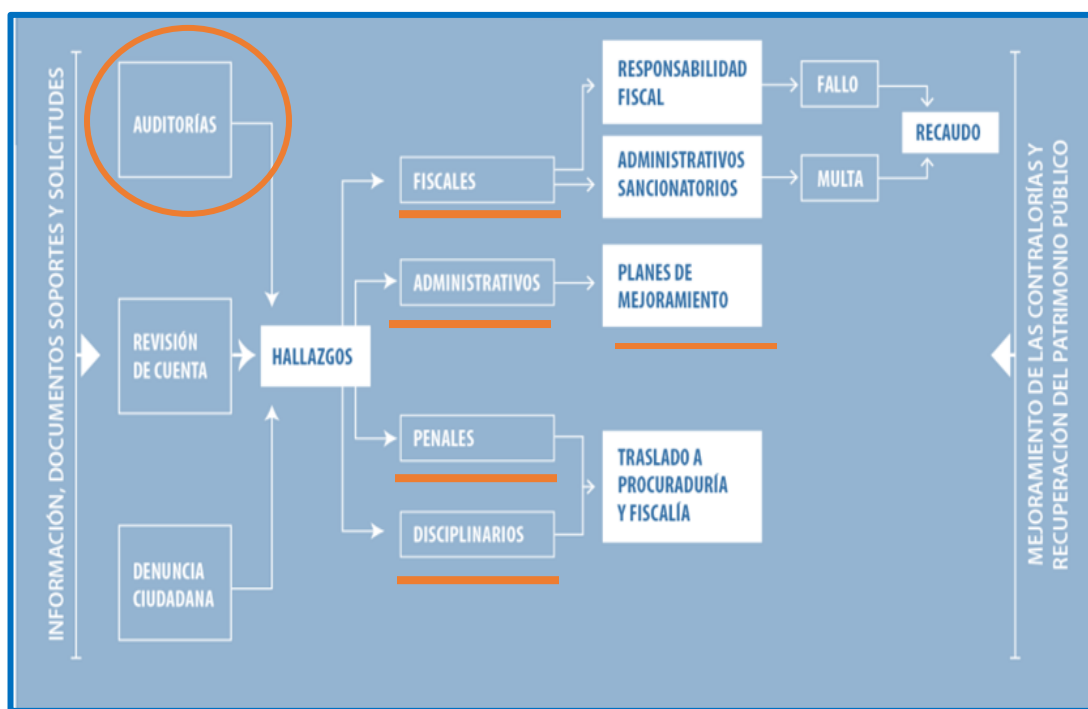 INFORMACIÓN, DOCUMENTOS SOPORTES Y SOLICITUDES
AUDITORÍAS
REVISIÓN
DE CUENTA
DENUNCIA
CIUDADANA
HALLAZGOS
FISCALES
ADMINISTRATIVOS
PENALES
DISCIPLINARIOS
RESPONSABILIDAD
FISCAL
ADMINISTRATIVOS
SANCIONATORIOS
PLANES DE
MEJORAMIENTO
TRASLADO A
PROCURADURÍA
Y FISCALÍA
FALLO
MULTA
RECAUDO
MEJORAMIENTO DE LAS CONTRALORÍAS Y
RECUPERACIÓN DEL PATRIMONIO PÚBLICO